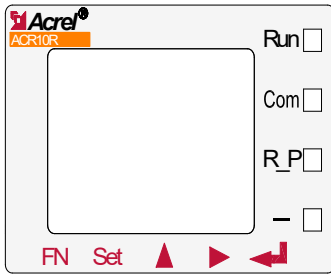 Acrel®
ACR10R
Run
Com
R_P
–
FN Set